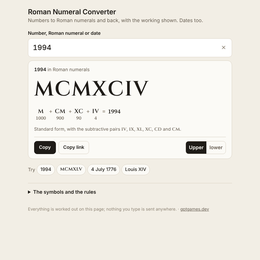 Roman Numeral Converter
Numbers to Roman numerals and back, with the working shown. Dates too.
Number, Roman numeral or date
1994 ×
1994 in Roman numerals
MCMXCIV
M + CM + XC + IV = 1994
1000 900 90 4
Standard form, with the subtractive pairs IV, IX, XL, XC, CD and CM.
Copy Copy link Upper lower
Try 1994 MCMXCIV 4 July 1776 Louis XIV
▸ The symbols and the rules
Everything is worked out on this page; nothing you type is sent anywhere. ·